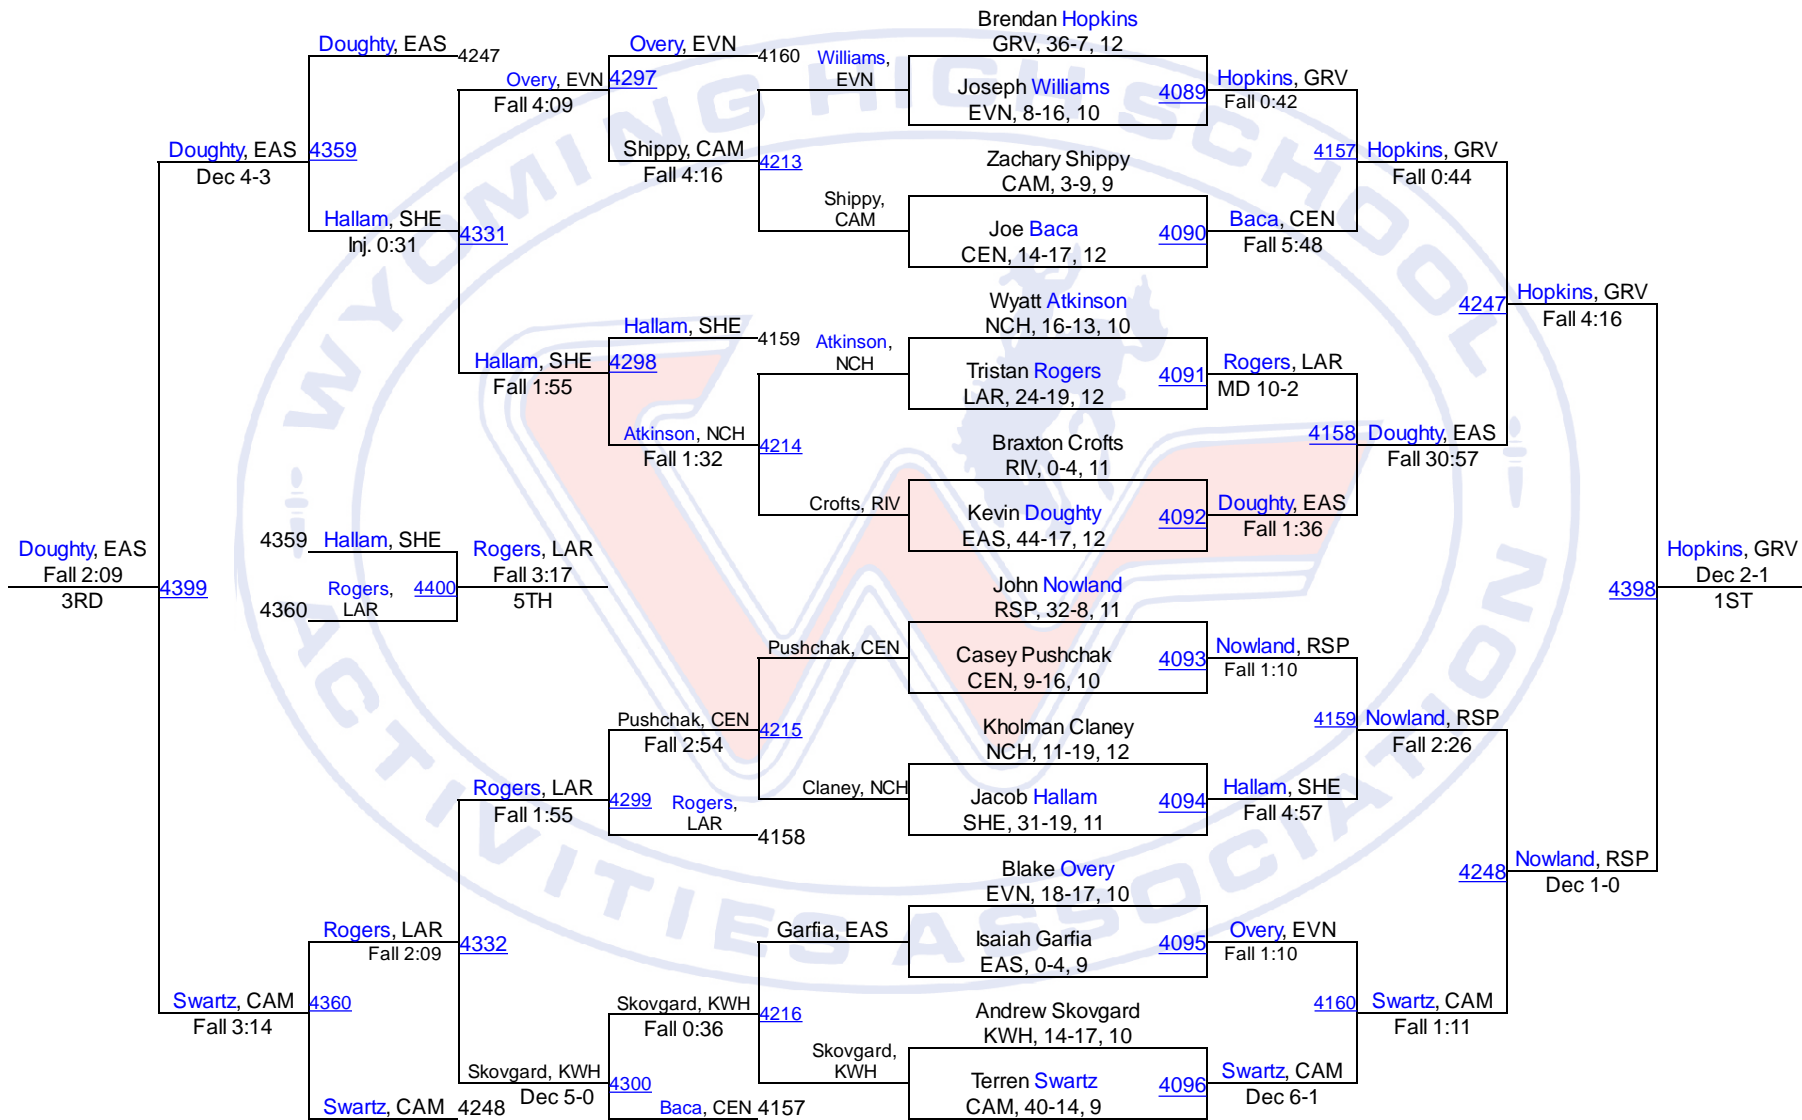 Brendan Hopkins
GRV, 36-7, 12
Doughty, EAS
4247
Overy, EVN
4160
Williams,
EVN
Overy, EVN
4297
Fall 4:09
Joseph Williams
EVN, 8-16, 10
4089
Hopkins, GRV
Fall 0:42
Doughty, EAS
4359
Dec 4-3
Shippy, CAM
Fall 4:16
4213
Zachary Shippy
CAM, 3-9, 9
4157
Hopkins, GRV
Fall 0:44
Hallam, SHE
Inj. 0:31
4331
Shippy,
CAM
Joe Baca
CEN, 14-17, 12
4090
Baca, CEN
Fall 5:48
Wyatt Atkinson
NCH, 16-13, 10
4247
Hopkins, GRV
Fall 4:16
Hallam, SHE
4159
Atkinson,
NCH
Hallam, SHE
4298
Fall 1:55
Tristan Rogers
LAR, 24-19, 12
4091
Rogers, LAR
MD 10-2
Atkinson, NCH
Fall 1:32
4214
Braxton Crofts
RIV, 0-4, 11
4158
Doughty, EAS
Fall 30:57
Crofts, RIV
Kevin Doughty
EAS, 44-17, 12
4092
Doughty, EAS
Fall 1:36
4359
Hallam, SHE
Doughty, EAS
Fall 2:09
3RD
4399
Rogers, LAR
Fall 3:17
5TH
4360
Rogers,
LAR
4400
Hopkins, GRV
Dec 2-1
1ST
4398
John Nowland
RSP, 32-8, 11
Pushchak, CEN
Casey Pushchak
CEN, 9-16, 10
4093
Nowland, RSP
Fall 1:10
Pushchak, CEN
Fall 2:54
4215
Kholman Claney
NCH, 11-19, 12
4159
Nowland, RSP
Fall 2:26
Rogers, LAR
Fall 1:55
4299
Rogers,
LAR
4158
Claney, NCH
Jacob Hallam
SHE, 31-19, 11
4094
Hallam, SHE
Fall 4:57
Blake Overy
EVN, 18-17, 10
4248
Nowland, RSP
Dec 1-0
Rogers, LAR
Fall 2:09
4332
Garfia, EAS
Isaiah Garfia
EAS, 0-4, 9
4095
Overy, EVN
Fall 1:10
Swartz, CAM
Fall 3:14
4360
Skovgard, KWH
Fall 0:36
4216
Andrew Skovgard
KWH, 14-17, 10
4160
Swartz, CAM
Fall 1:11
Skovgard, KWH
Dec 5-0
4300
Skovgard,
KWH
Terren Swartz
CAM, 40-14, 9
4096
Swartz, CAM
Dec 6-1
Swartz, CAM
4248
Baca, CEN
4157
WYOMING HIGH SCHOOL
ACTIVITIES ASSOCIATION